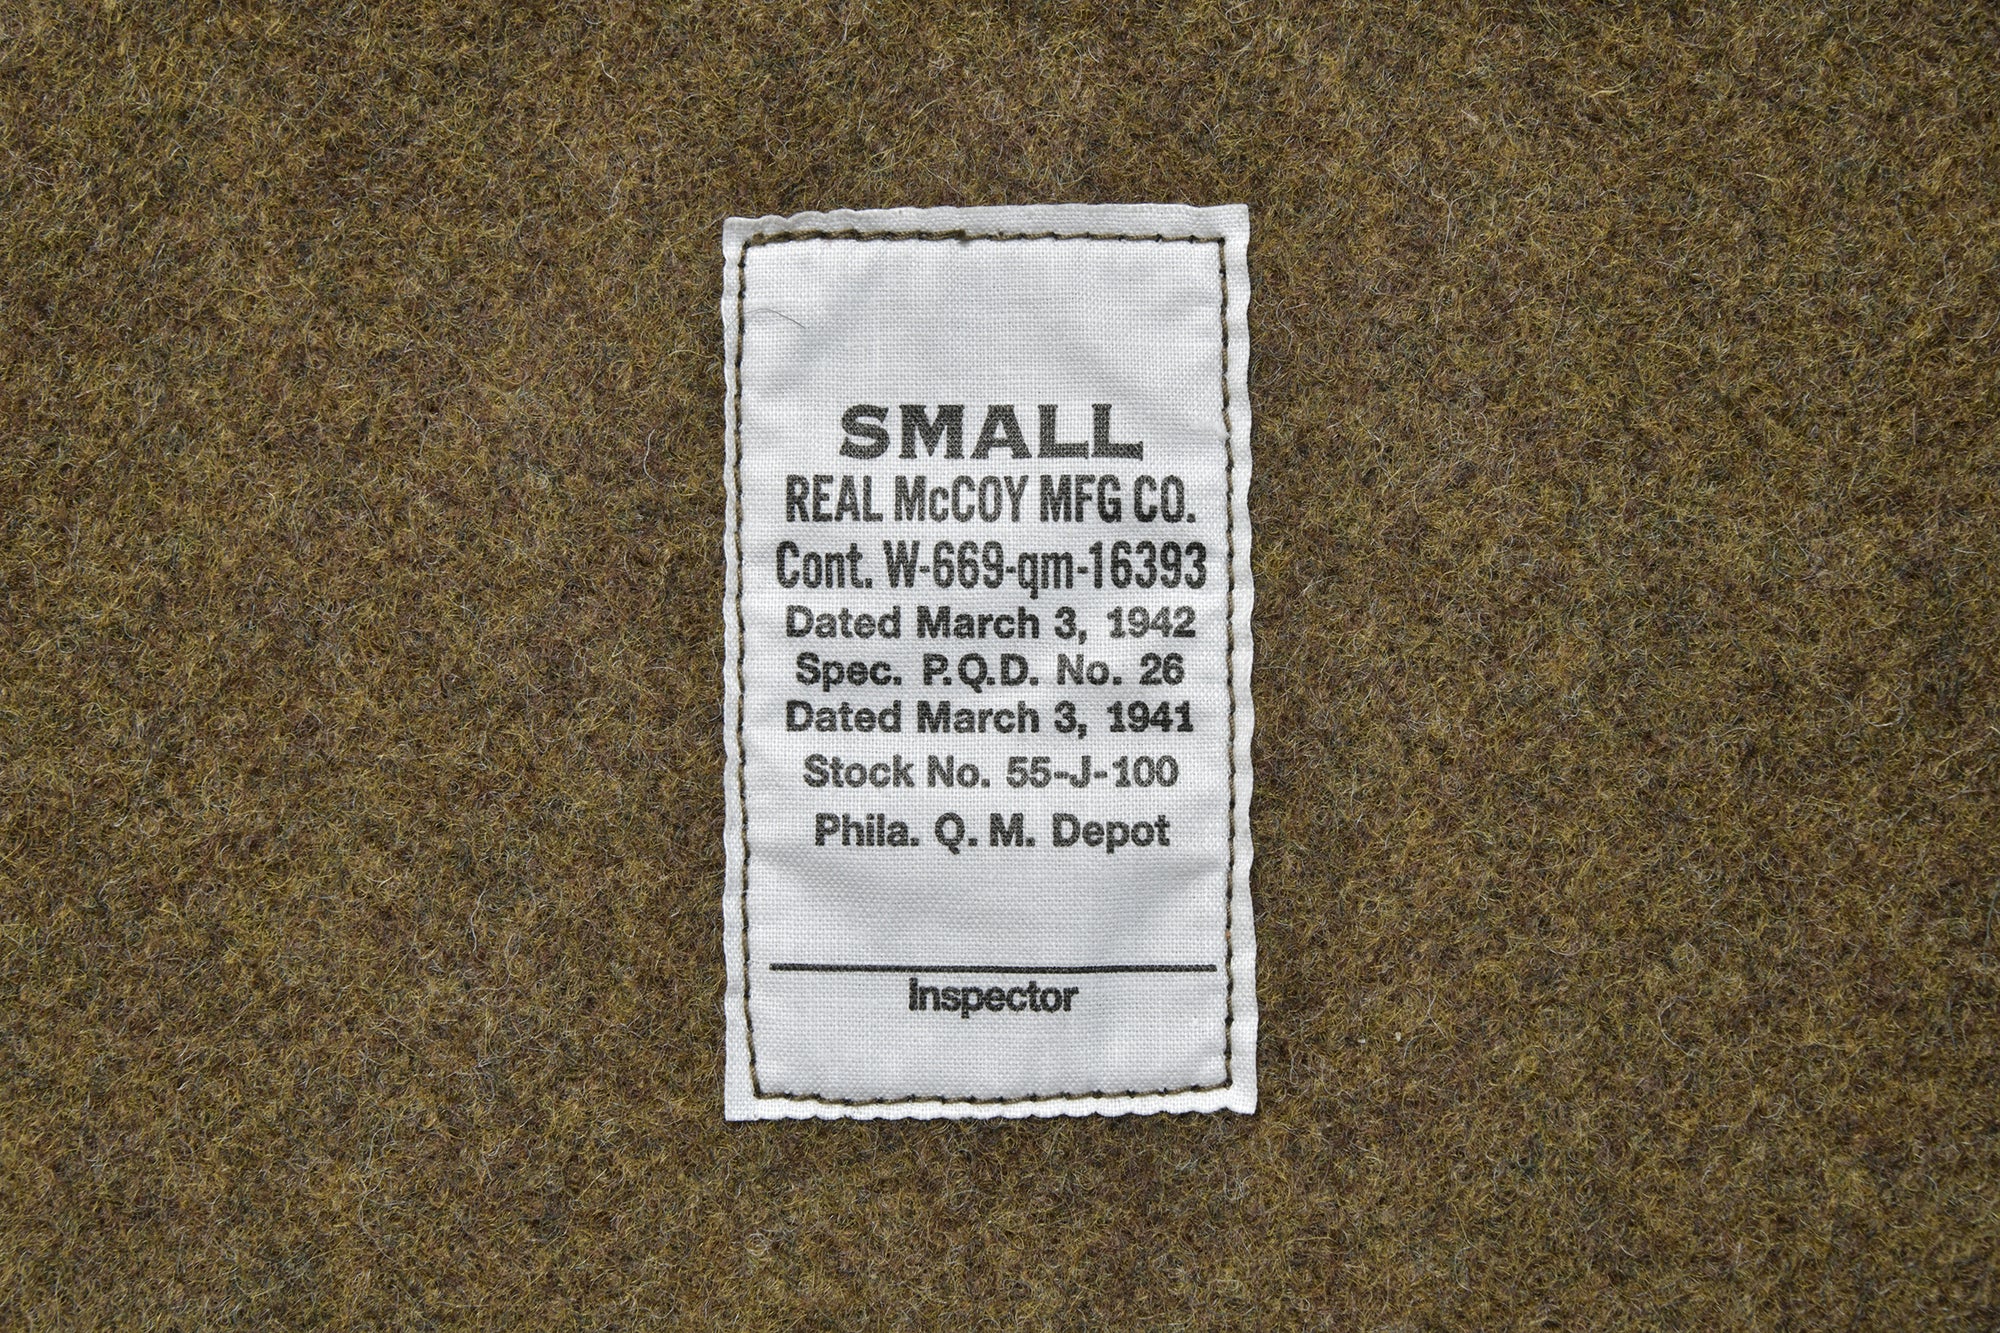 SMALL
REAL McCOY MFG CO.
Cont. W-669-qm-16393
Dated March 3, 1942
Spec. P.Q.D. No. 26
Dated March 3, 1941
Stock No. 55-J-100
Phila. Q. M. Depot
Inspector